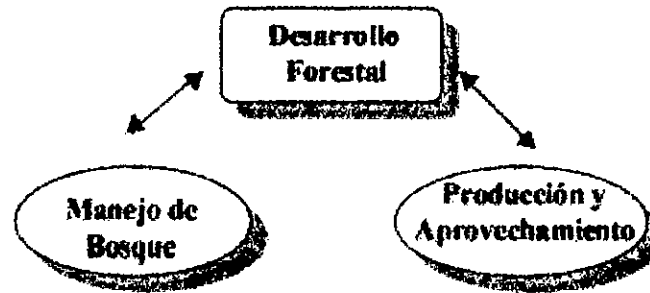 Desarrollo
Forestal
Manejo de
Bosque
Producción y
Aprovechamiento